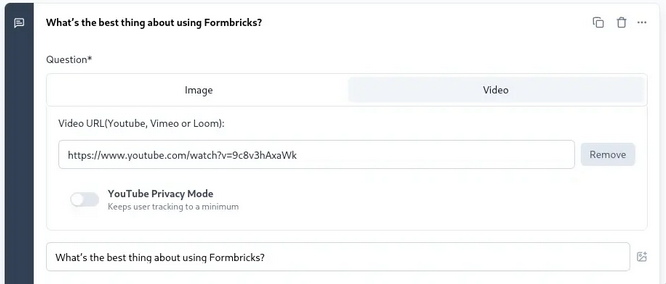 What's the best thing about using Formbricks?
Question*
Image
Video
Video URL(Youtube, Vimeo or Loom):
https://www.youtube.com/watch?v=9c8v3hAxaWk
Remove
YouTube Privacy Mode
Keeps user tracking to a minimum
What's the best thing about using Formbricks?